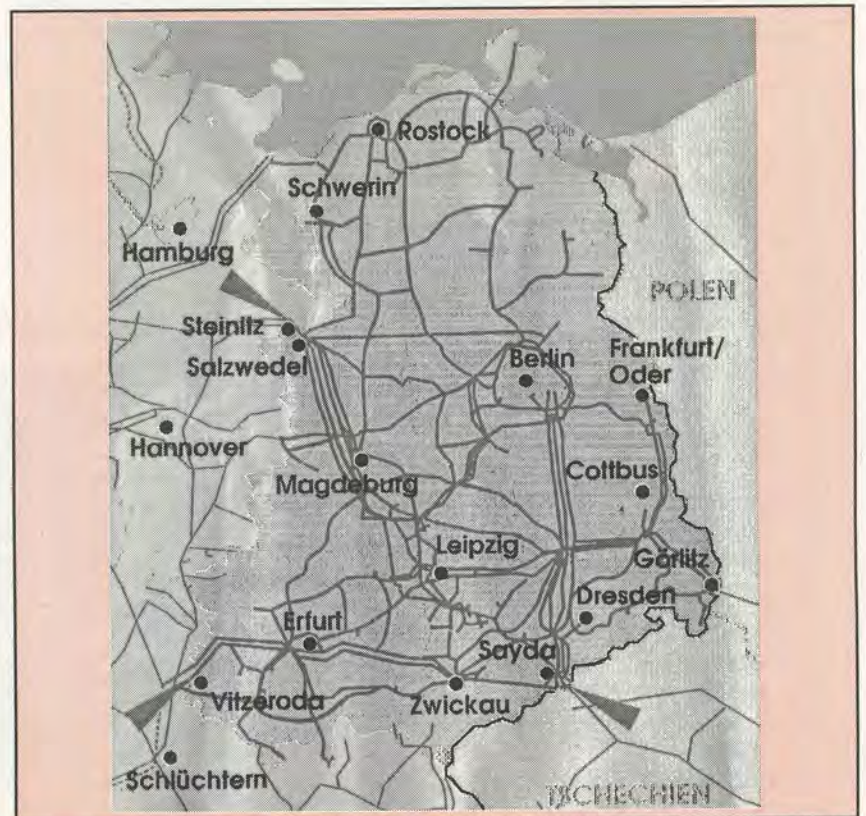 Rostock
Schwerin
Hamburg
POLEN
Steinitz
Salzwedel
Berlin
Frankfurt/
Oder
Hannover
Magdeburg
Cottbus
Leipzig
Görlitz
Dresden
Erfurt
Sayda
Vitzeroda
Zwickau
Schlüchtern
TSCHECHIEN